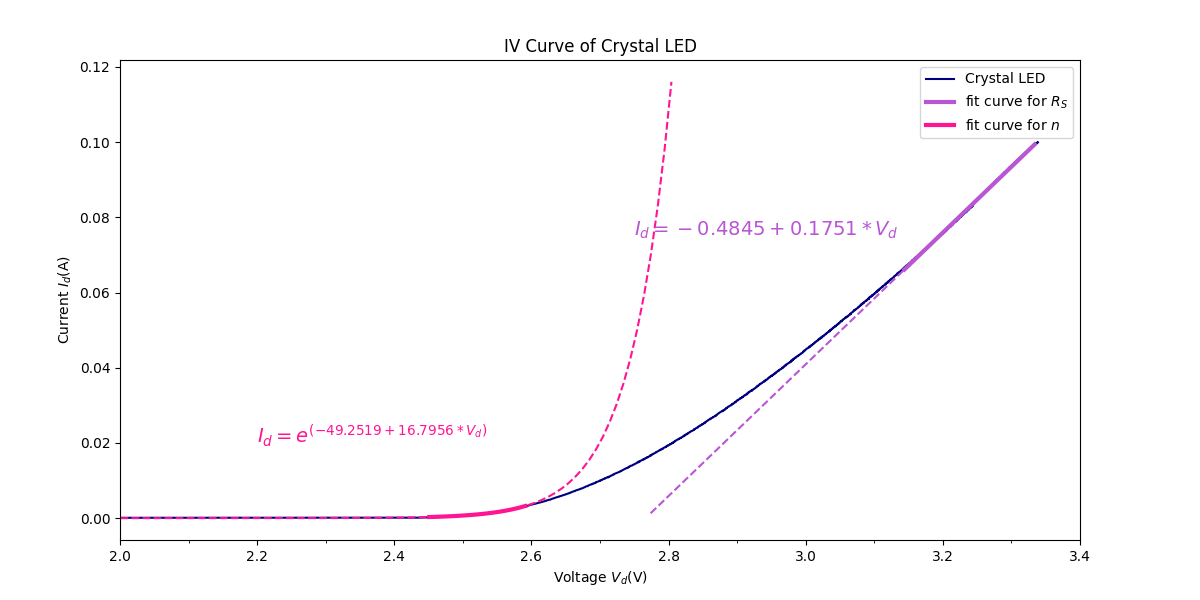 IV Curve of Crystal LED
Crystal LED
fit curve for $R_S$
fit curve for $n$
$I_d = -0.4845 + 0.1751 * V_d$
$I_d = e^{(-49.2519 + 16.7956 * V_d)}$
Current $I_d$(A)
0.12
0.10
0.08
0.06
0.04
0.02
0.00
2.0 2.2 2.4 2.6 2.8 3.0 3.2 3.4
Voltage $V_d$(V)